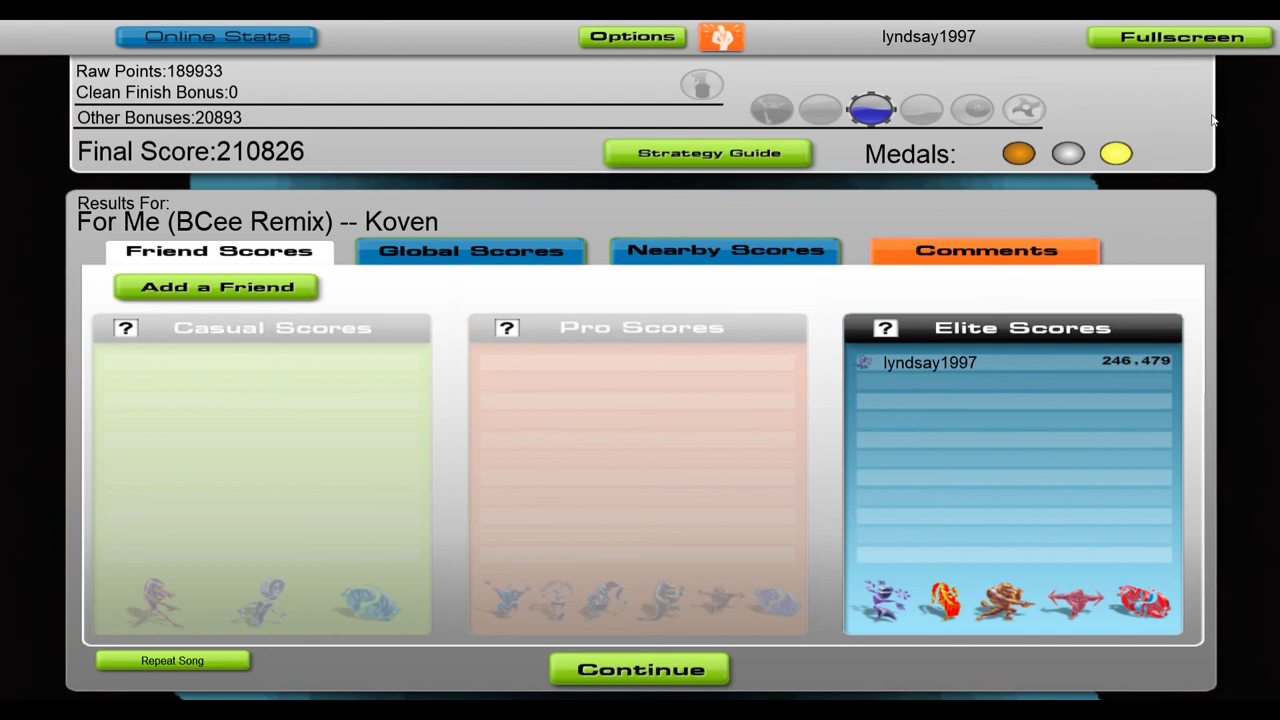 Online Stats
Options
lyndsay1997
Fullscreen
Raw Points:189933
Clean Finish Bonus:0
Other Bonuses:20893
Final Score:210826
Strategy Guide
Medals:
Results For:
For Me (BCee Remix) -- Koven
Friend Scores
Global Scores
Nearby Scores
Comments
Add a Friend
? Casual Scores
? Pro Scores
? Elite Scores
lyndsay1997 246,479
Repeat Song
Continue